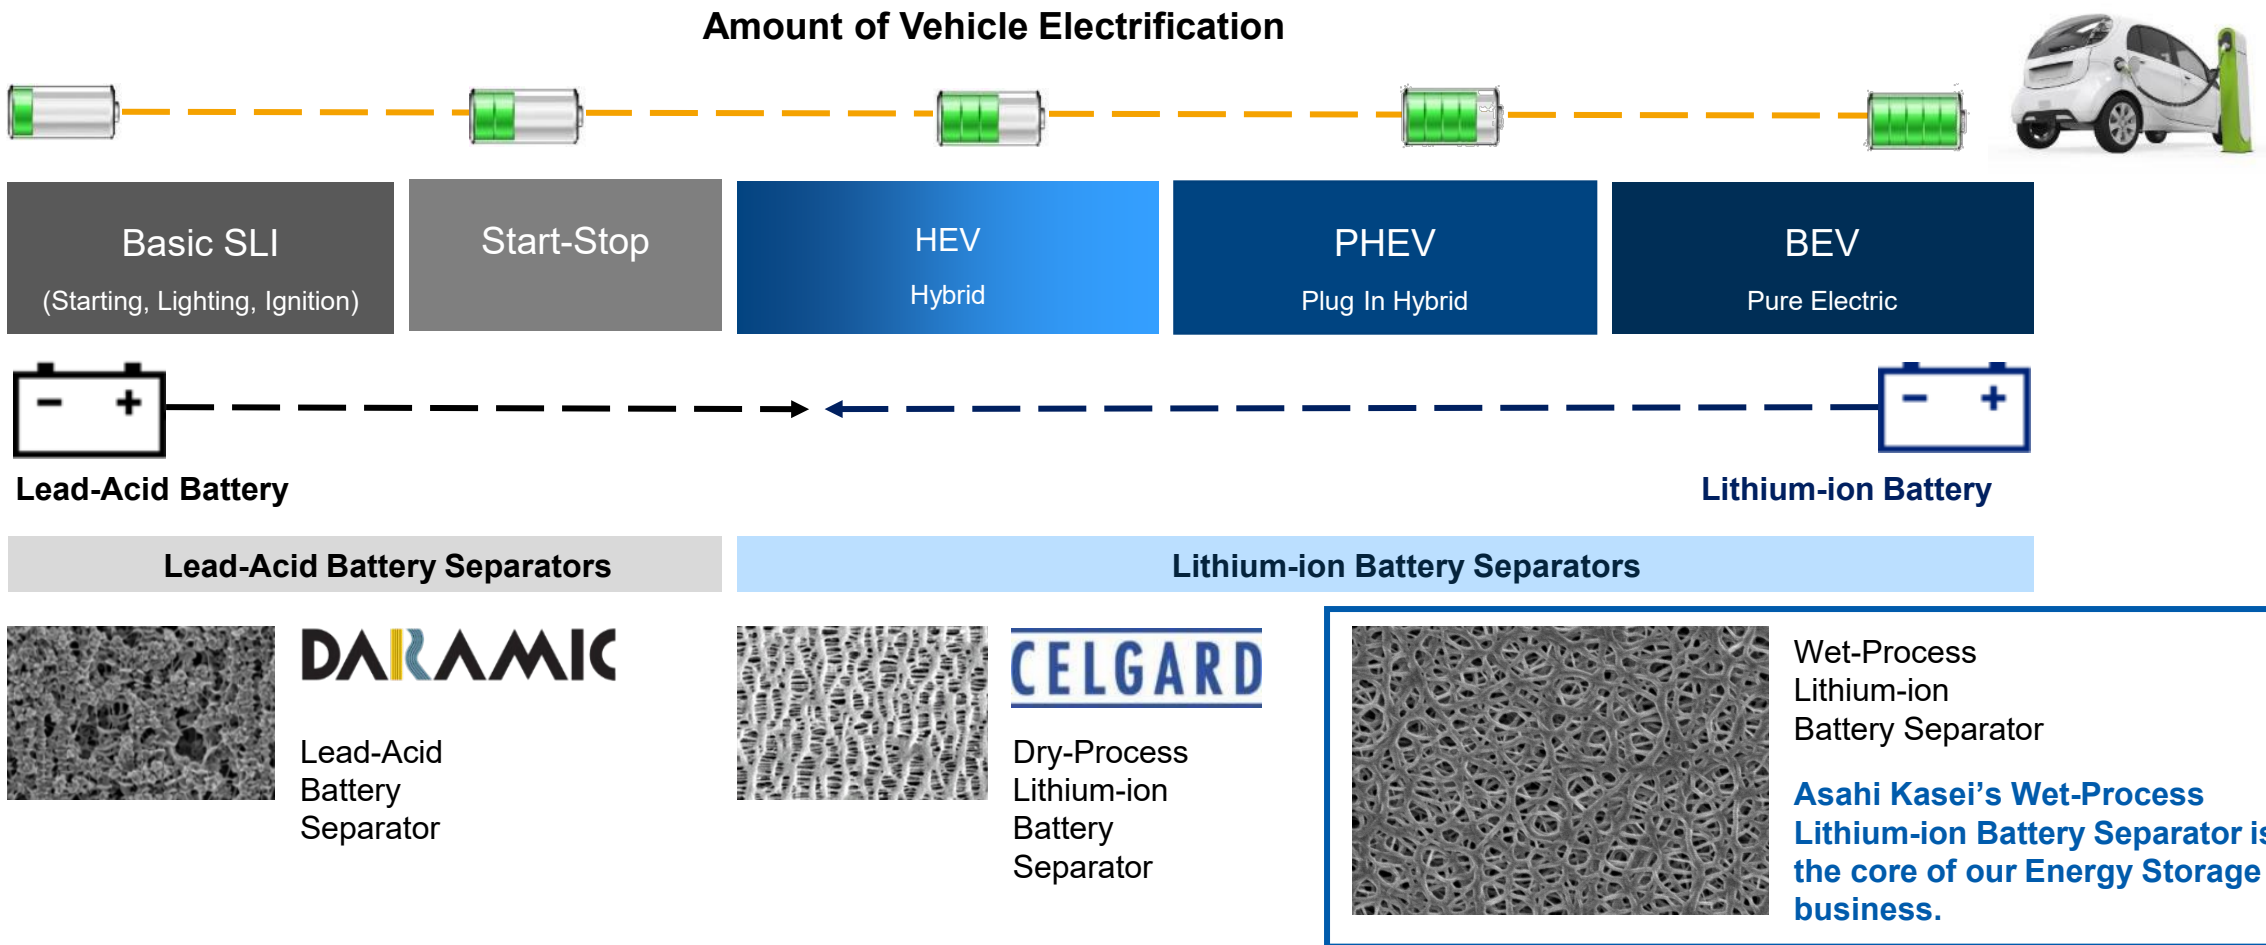 Amount of Vehicle Electrification
Basic SLI
(Starting, Lighting, Ignition)
Start-Stop
HEV
Hybrid
PHEV
Plug In Hybrid
BEV
Pure Electric
Lead-Acid Battery
Lithium-ion Battery
Lead-Acid Battery Separators
Lithium-ion Battery Separators
DARAMIC
Lead-Acid
Battery
Separator
CELGARD
Dry-Process
Lithium-ion
Battery
Separator
Wet-Process
Lithium-ion
Battery Separator
Asahi Kasei’s Wet-Process
Lithium-ion Battery Separator is
the core of our Energy Storage
business.